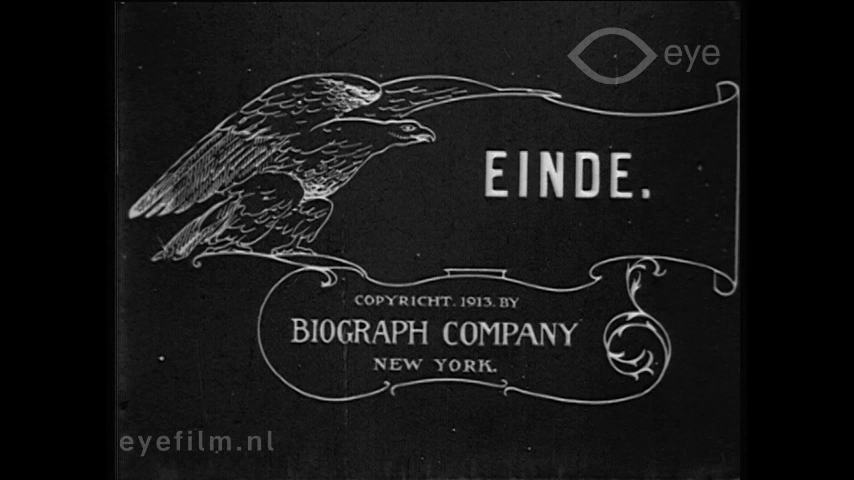 eye
EINDE.
COPYRICHT. 1913. BY
BIOGRAPH COMPANY
NEW YORK.
eyefilm.nl